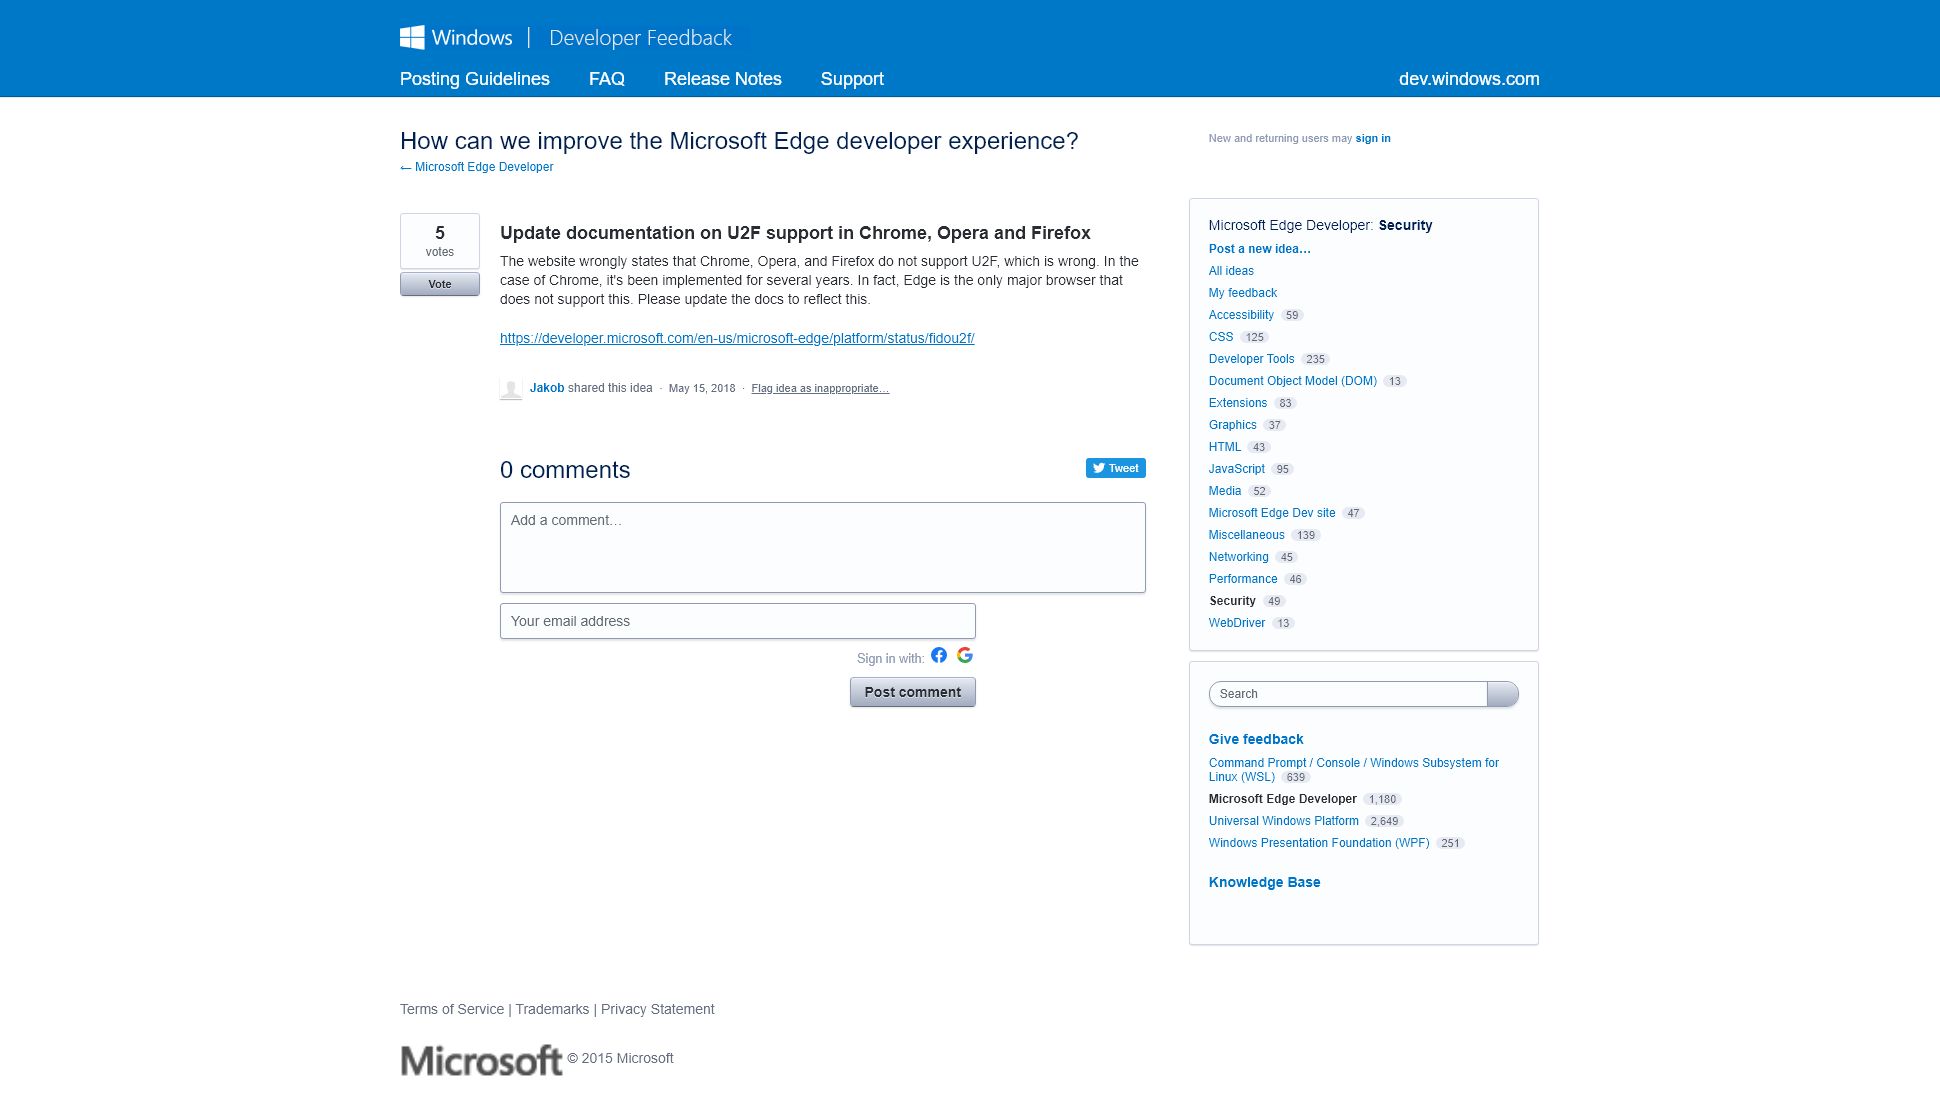 Windows | Developer Feedback
Posting Guidelines FAQ Release Notes Support dev.windows.com
How can we improve the Microsoft Edge developer experience?
← Microsoft Edge Developer
New and returning users may sign in
5
votes
Vote
Update documentation on U2F support in Chrome, Opera and Firefox
The website wrongly states that Chrome, Opera, and Firefox do not support U2F, which is wrong. In the
case of Chrome, it's been implemented for several years. In fact, Edge is the only major browser that
does not support this. Please update the docs to reflect this.
https://developer.microsoft.com/en-us/microsoft-edge/platform/status/fidou2f/
Jakob shared this idea · May 15, 2018 · Flag idea as inappropriate…
0 comments
Tweet
Add a comment…
Your email address
Sign in with:
Post comment
Microsoft Edge Developer: Security
Post a new idea…
All ideas
My feedback
Accessibility 59
CSS 125
Developer Tools 235
Document Object Model (DOM) 13
Extensions 83
Graphics 37
HTML 43
JavaScript 95
Media 52
Microsoft Edge Dev site 47
Miscellaneous 139
Networking 45
Performance 46
Security 49
WebDriver 13
Search
Give feedback
Command Prompt / Console / Windows Subsystem for
Linux (WSL) 639
Microsoft Edge Developer 1,180
Universal Windows Platform 2,649
Windows Presentation Foundation (WPF) 251
Knowledge Base
Terms of Service | Trademarks | Privacy Statement
Microsoft © 2015 Microsoft